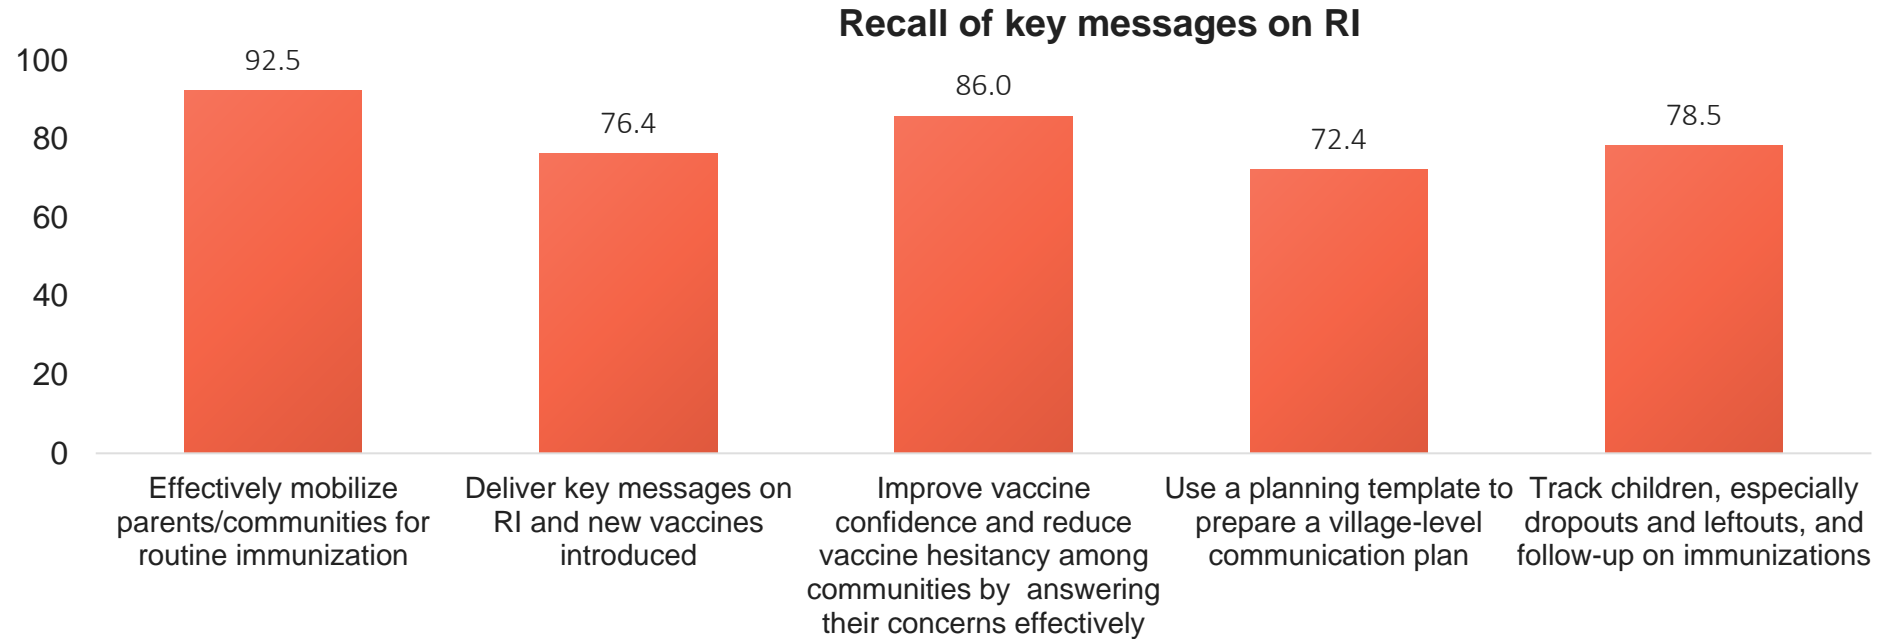 Recall of key messages on RI
100
80
60
40
20
0
92.5
76.4
86.0
72.4
78.5
Effectively mobilize
parents/communities for
routine immunization
Deliver key messages on
RI and new vaccines
introduced
Improve vaccine
confidence and reduce
vaccine hesitancy among
communities by  answering
their concerns effectively
Use a planning template to
prepare a village-level
communication plan
Track children, especially
dropouts and leftouts, and
follow-up on immunizations